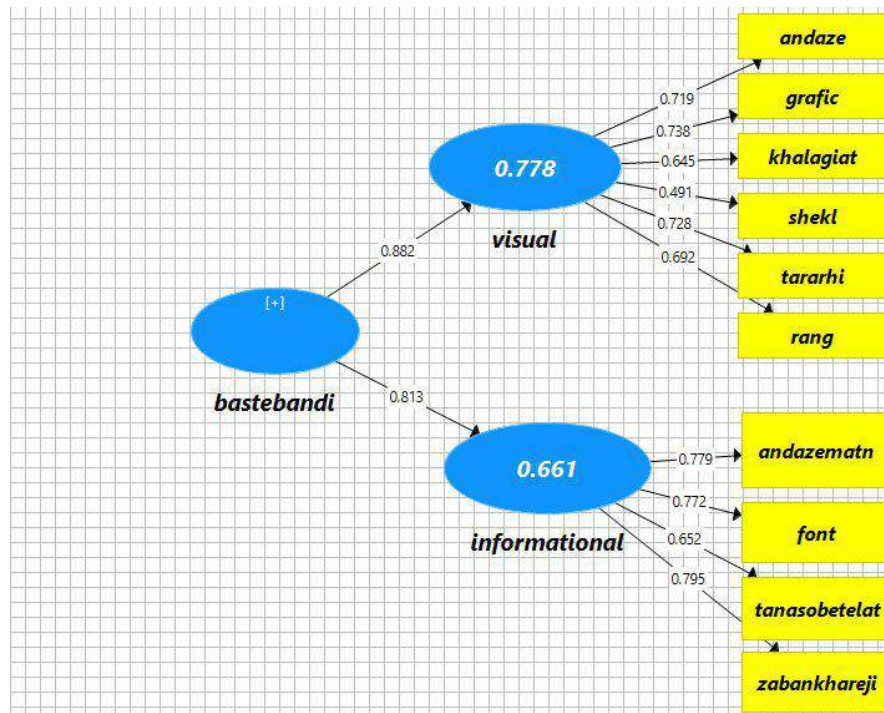 andaze
0.719
grafic
0.738
khalagiat
0.645
0.778
shekl
0.491
0.728
visual
tararhi
0.692
0.882
rang
[+]
bastebandi
0.813
andazematn
0.779
0.661
0.772
font
informational
0.652
0.795
tanasobetelat
zabankhareji